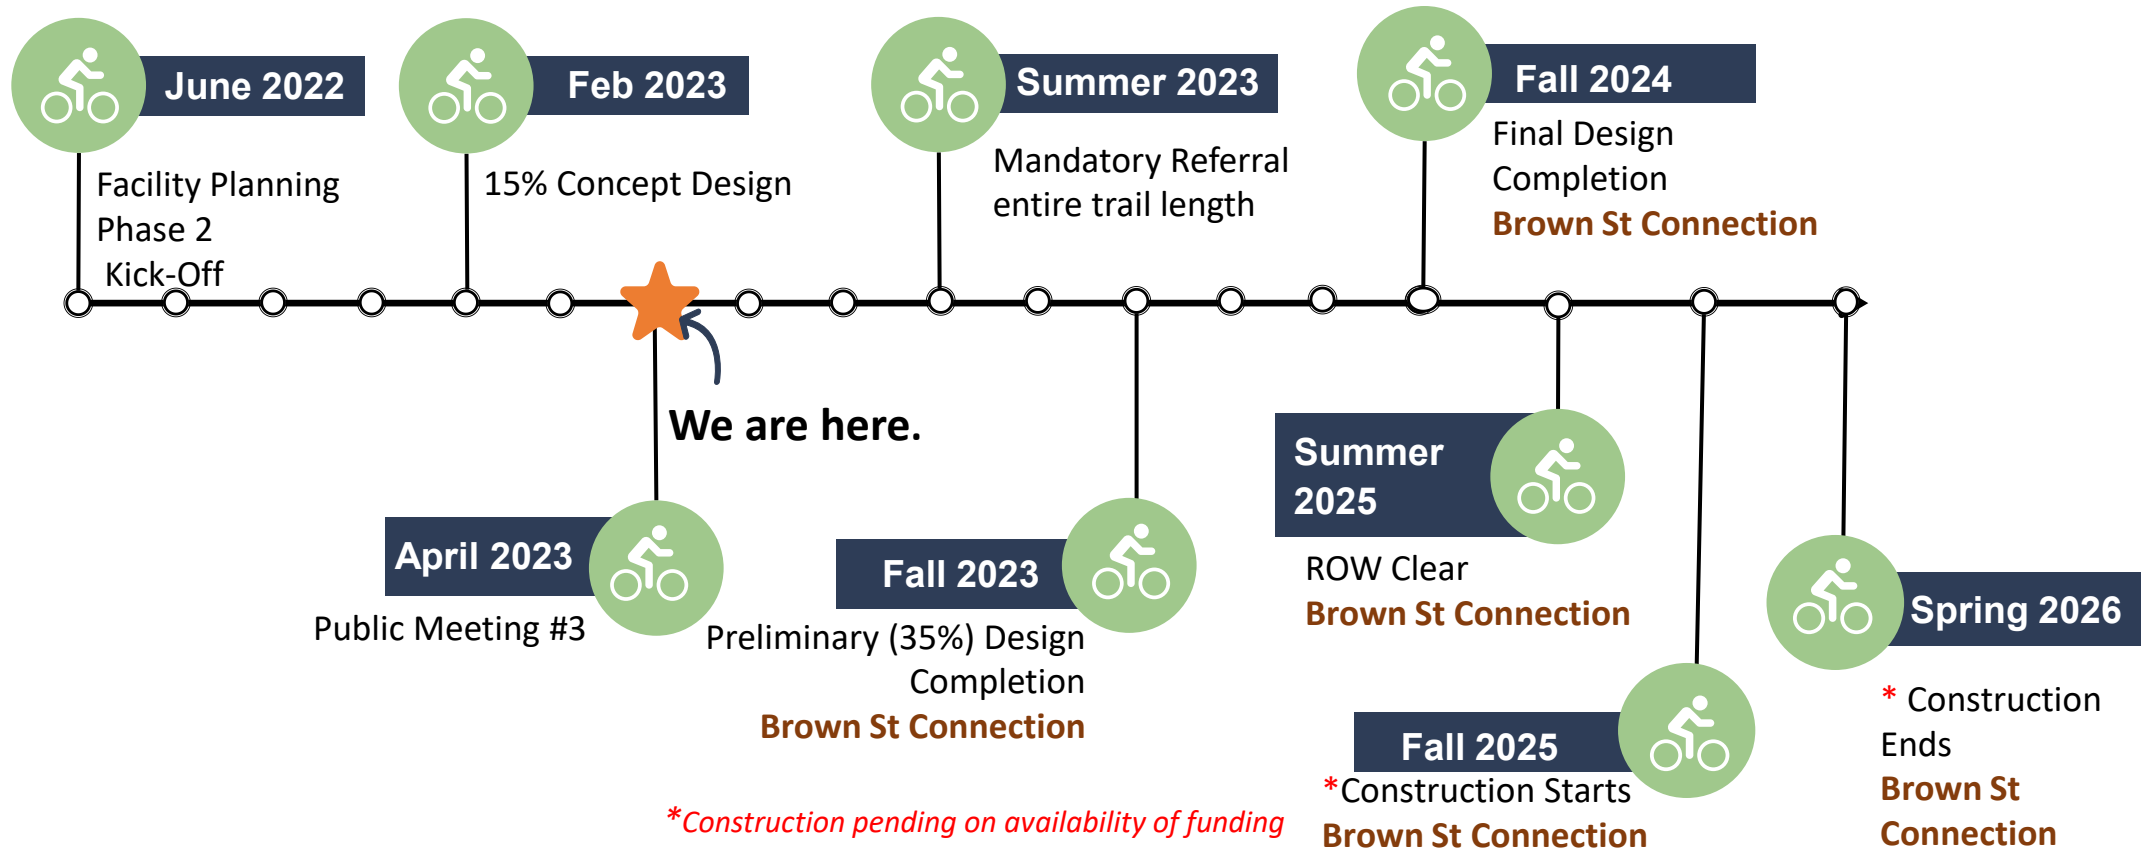 June 2022
Facility Planning
Phase 2
Kick-Off
Feb 2023
15% Concept Design
Summer 2023
Mandatory Referral
entire trail length
Fall 2024
Final Design
Completion
Brown St Connection
We are here.
April 2023
Public Meeting #3
Fall 2023
Preliminary (35%) Design
Completion
Brown St Connection
Summer
2025
ROW Clear
Brown St Connection
Fall 2025
*Construction Starts
Brown St Connection
Spring 2026
* Construction
Ends
Brown St
Connection
*Construction pending on availability of funding